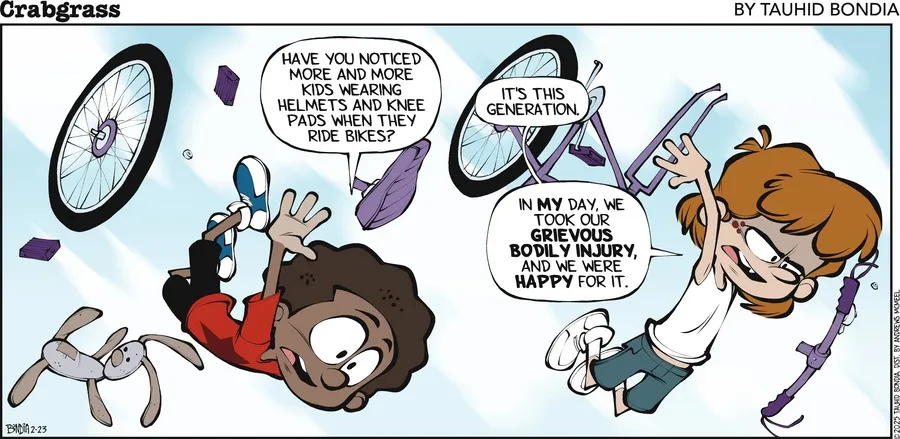 Crabgrass
BY TAUHID BONDIA
HAVE YOU NOTICED
MORE AND MORE
KIDS WEARING
HELMETS AND KNEE
PADS WHEN THEY
RIDE BIKES?
IT'S THIS
GENERATION.
IN MY DAY, WE
TOOK OUR
GRIEVOUS
BODILY INJURY,
AND WE WERE
HAPPY FOR IT.
BONDIA 2-23
©2025 TAUHID BONDIA. DIST. BY ANDREWS MCMEEL